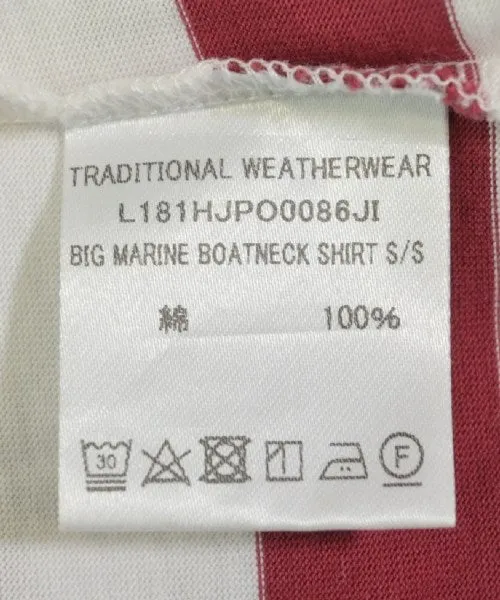 TRADITIONAL WEATHERWEAR
L181HJPO0086JI
BIG MARINE BOATNECK SHIRT S/S
綿 100%
30 F